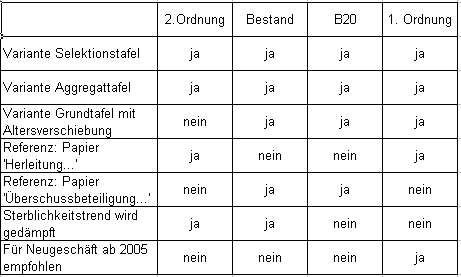 2.Ordnung Bestand B20 1. Ordnung
Variante Selektionstafel ja ja ja ja
Variante Aggregattafel ja ja ja ja
Variante Grundtafel mit
Altersverschiebung nein ja ja ja
Referenz: Papier
'Herleitung...' ja nein nein ja
Referenz: Papier
'Überschussbeteiligung...' nein ja ja nein
Sterblichkeitstrend wird
gedämpft ja ja nein nein
Für Neugeschäft ab 2005
empfohlen nein nein nein ja